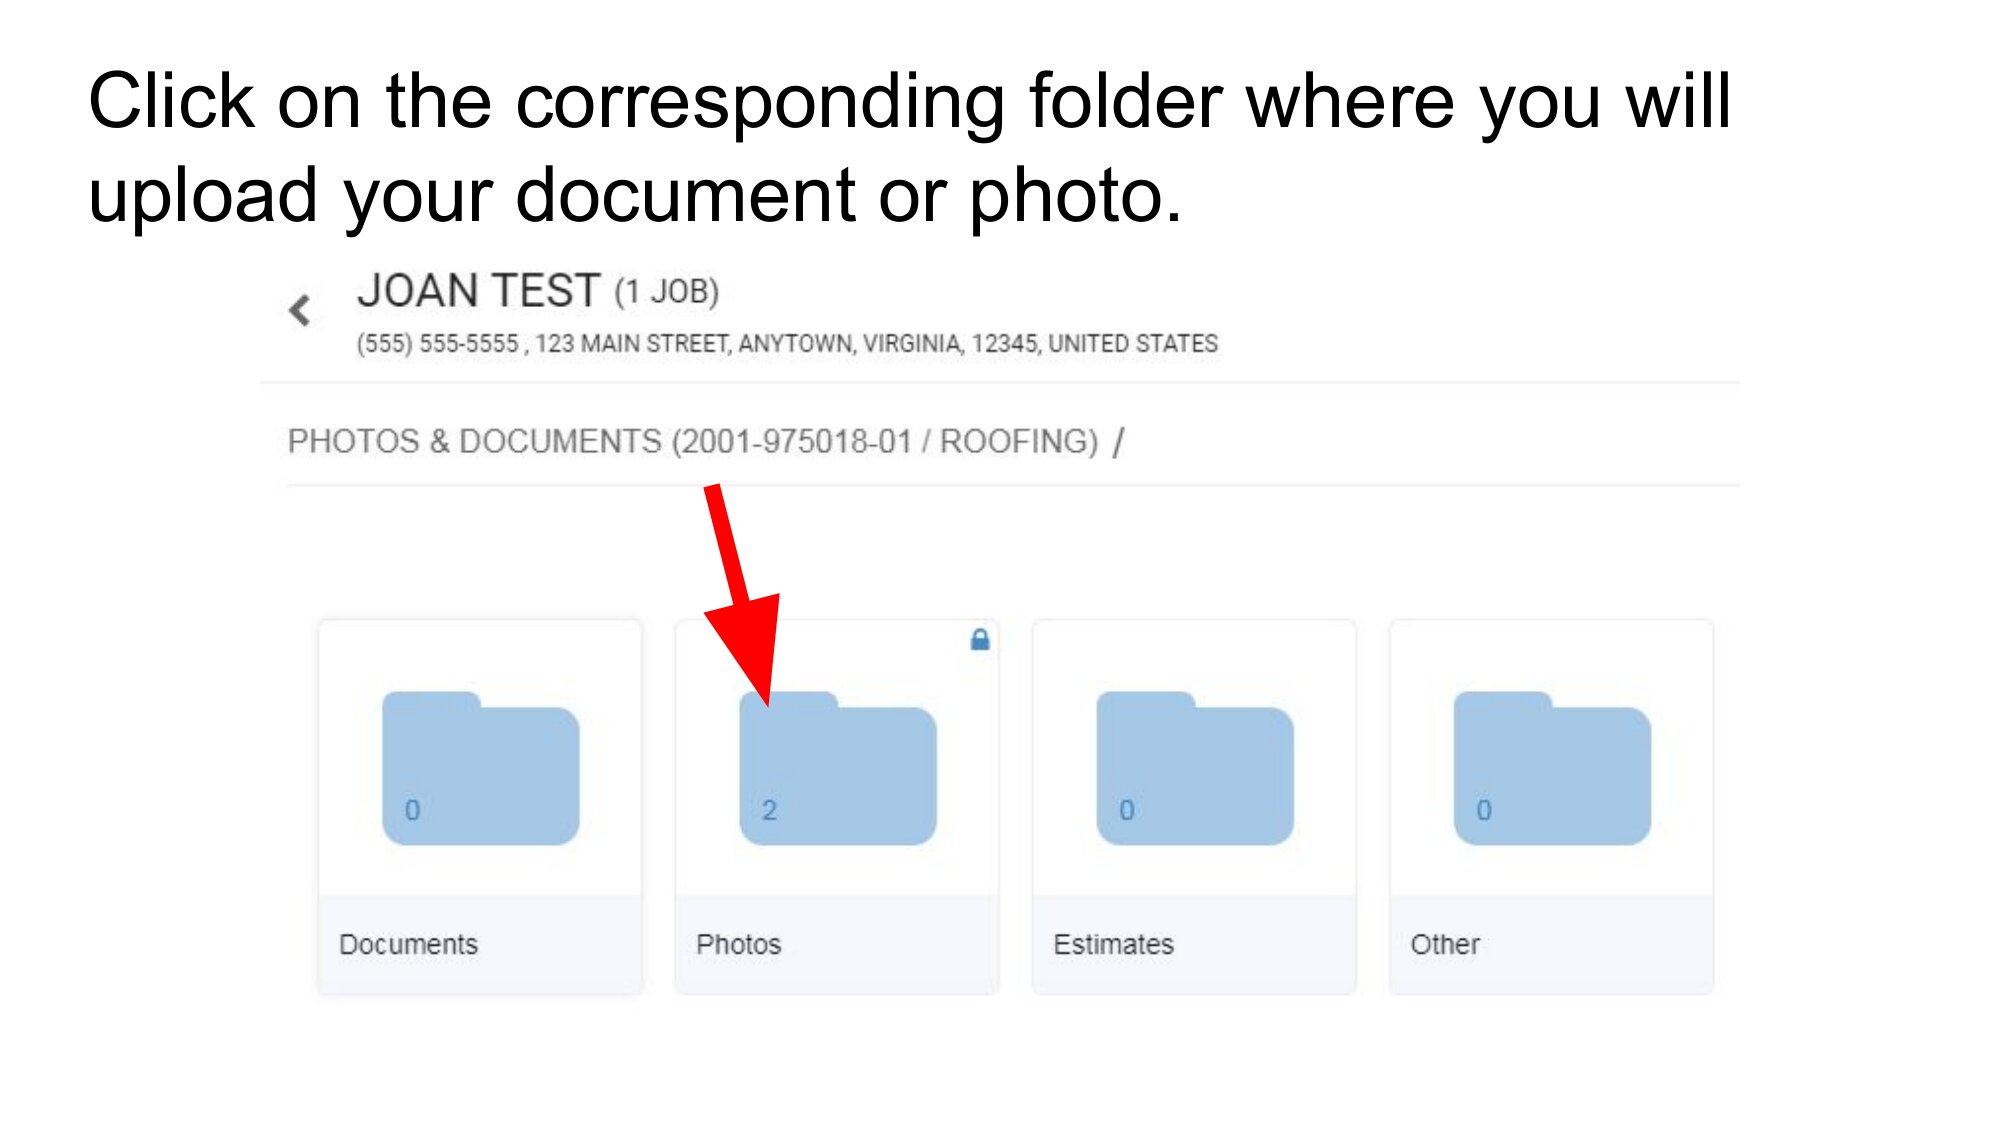 Click on the corresponding folder where you will
upload your document or photo.
JOAN TEST (1 JOB)
(555) 555-5555 , 123 MAIN STREET, ANYTOWN, VIRGINIA, 12345, UNITED STATES
PHOTOS & DOCUMENTS (2001-975018-01 / ROOFING) /
0 2 0 0
Documents Photos Estimates Other